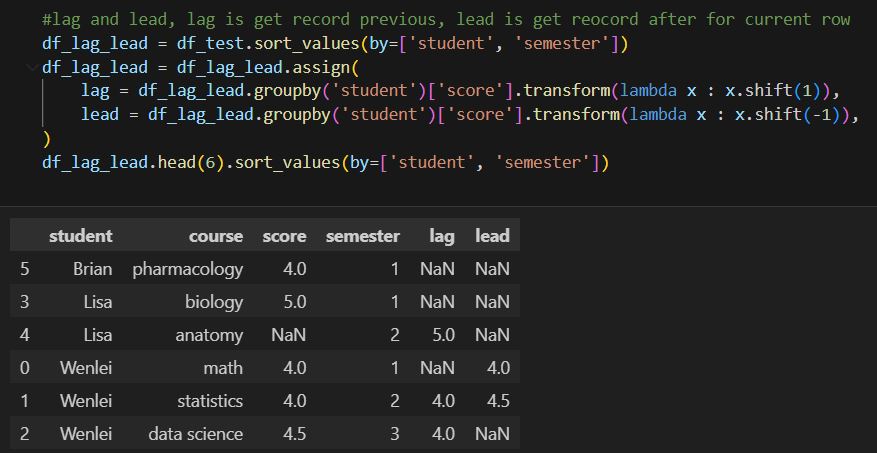 #lag and lead, lag is get record previous, lead is get reocord after for current row
df_lag_lead = df_test.sort_values(by=['student', 'semester'])
df_lag_lead = df_lag_lead.assign(
    lag = df_lag_lead.groupby('student')['score'].transform(lambda x : x.shift(1)),
    lead = df_lag_lead.groupby('student')['score'].transform(lambda x : x.shift(-1)),
)
df_lag_lead.head(6).sort_values(by=['student', 'semester'])
student course score semester lag lead
5 Brian pharmacology 4.0 1 NaN NaN
3 Lisa biology 5.0 1 NaN NaN
4 Lisa anatomy NaN 2 5.0 NaN
0 Wenlei math 4.0 1 NaN 4.0
1 Wenlei statistics 4.0 2 4.0 4.5
2 Wenlei data science 4.5 3 4.0 NaN